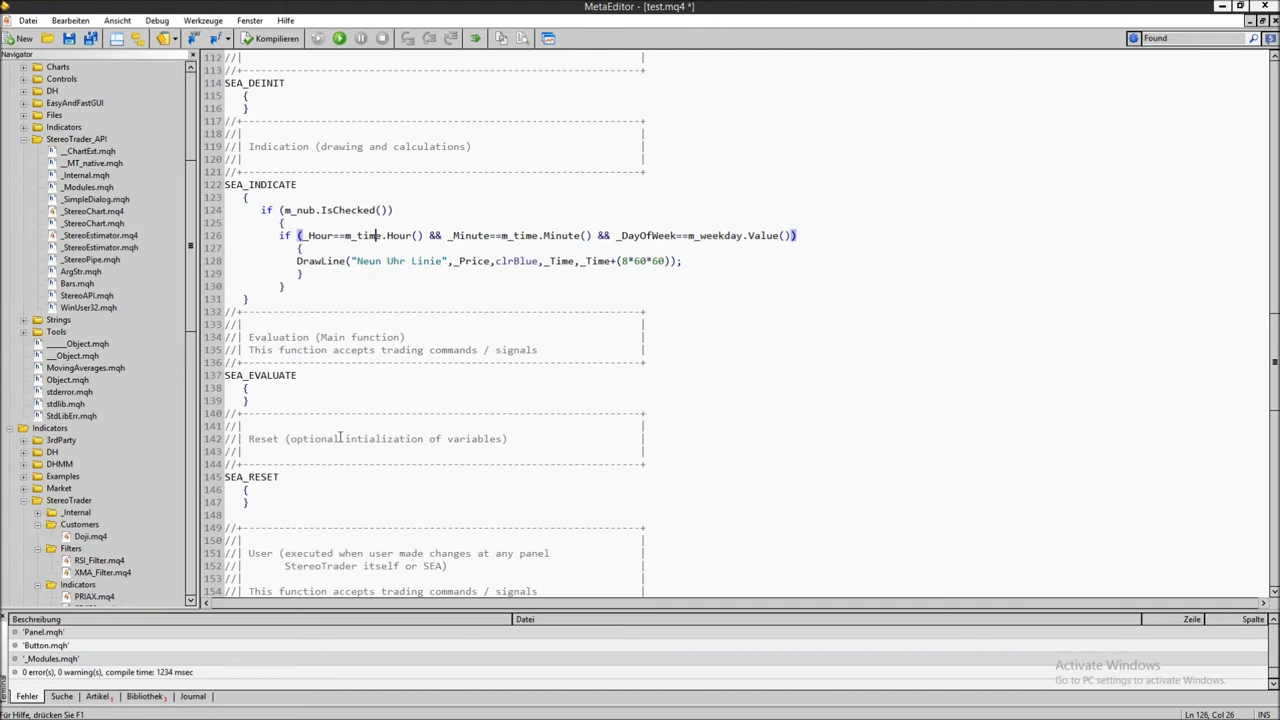 MetaEditor - [test.mq4 *]
Datei Bearbeiten Ansicht Debug Werkzeuge Fenster Hilfe
New Kompilieren Found
Navigator
Charts
Controls
DH
EasyAndFastGUI
Files
Indicators
StereoTrader_API
__ChartExt.mqh
__MT_native.mqh
_Internal.mqh
_Modules.mqh
_SimpleDialog.mqh
_StereoChart.mq4
_StereoChart.mqh
_StereoEstimator.mq4
_StereoEstimator.mqh
_StereoPipe.mqh
ArgStr.mqh
Bars.mqh
StereoAPI.mqh
WinUser32.mqh
Strings
Tools
_____Object.mqh
___Object.mqh
MovingAverages.mqh
Object.mqh
stderror.mqh
stdlib.mqh
StdLibErr.mqh
Indicators
3rdParty
DH
DHMM
Examples
Market
StereoTrader
_Internal
Customers
Doji.mq4
Filters
RSI_Filter.mq4
XMA_Filter.mq4
Indicators
PRIAX.mq4
112 //| |
113 //+------------------------------------------------------------------+
114 SEA_DEINIT
115 {
116 }
117 //+------------------------------------------------------------------+
118 //| |
119 //| Indication (drawing and calculations) |
120 //| |
121 //+------------------------------------------------------------------+
122 SEA_INDICATE
123 {
124 if (m_nub.IsChecked())
125 {
126 if (_Hour==m_time.Hour() && _Minute==m_time.Minute() && _DayOfWeek==m_weekday.Value())
127 {
128 DrawLine("Neun Uhr Linie",_Price,clrBlue,_Time,_Time+(8*60*60));
129 }
130 }
131 }
132 //+------------------------------------------------------------------+
133 //| |
134 //| Evaluation (Main function) |
135 //| This function accepts trading commands / signals |
136 //+------------------------------------------------------------------+
137 SEA_EVALUATE
138 {
139 }
140 //+------------------------------------------------------------------+
141 //| |
142 //| Reset (optional intialization of variables) |
143 //| |
144 //+------------------------------------------------------------------+
145 SEA_RESET
146 {
147 }
148
149 //+------------------------------------------------------------------+
150 //| |
151 //| User (executed when user made changes at any panel |
152 //| StereoTrader itself or SEA) |
153 //| |
154 //| This function accepts trading commands / signals |
Beschreibung Datei Zeile Spalte
'Panel.mqh'
'Button.mqh'
'_Modules.mqh'
0 error(s), 0 warning(s), compile time: 1234 msec
Activate Windows
Go to PC settings to activate Windows.
Terminal
Fehler Suche Artikel Bibliothek Journal
Für Hilfe, drücken Sie F1 Ln 126, Col 26 INS